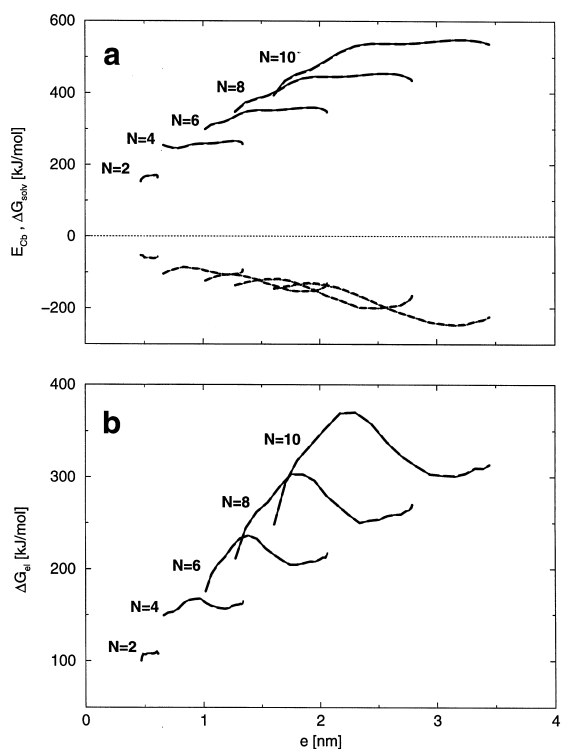 600
a
N=10
N=8
400
N=6
N=4
200
N=2
0
−200
E_Cb , ΔG_solv [kJ/mol]
400
b
N=10
300
N=8
N=6
200
N=4
N=2
100
ΔG_el [kJ/mol]
0 1 2 3 4
e [nm]